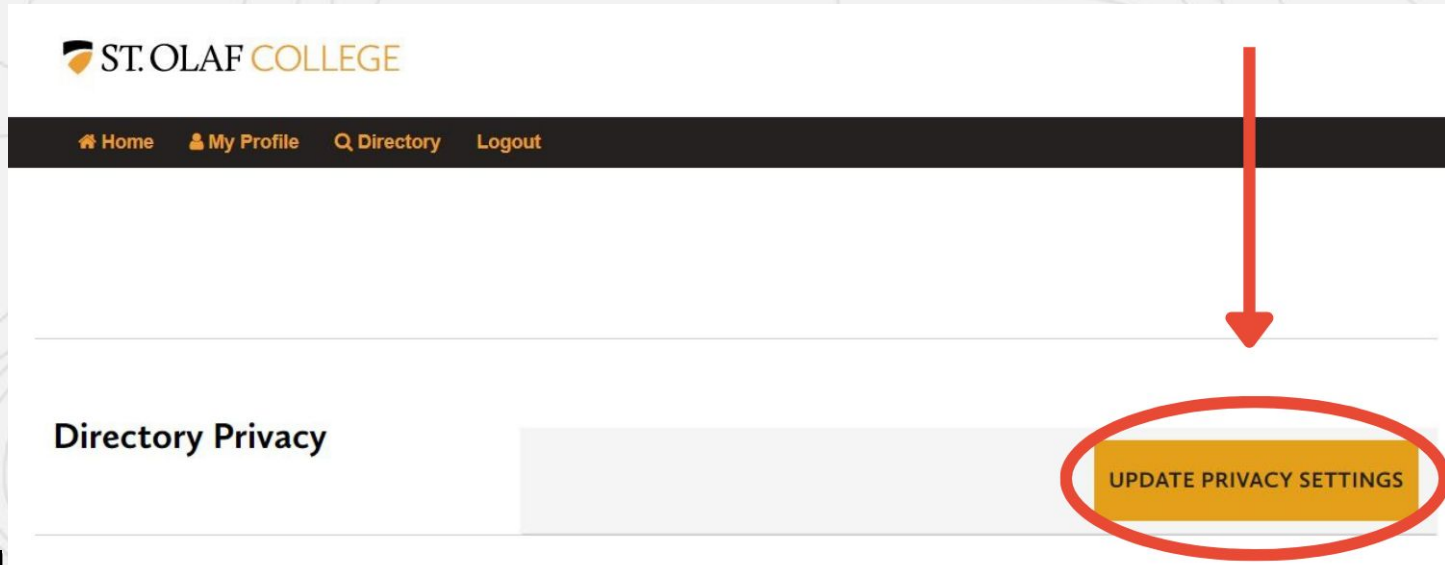 ST. OLAF COLLEGE
Home My Profile Directory Logout
Directory Privacy
UPDATE PRIVACY SETTINGS